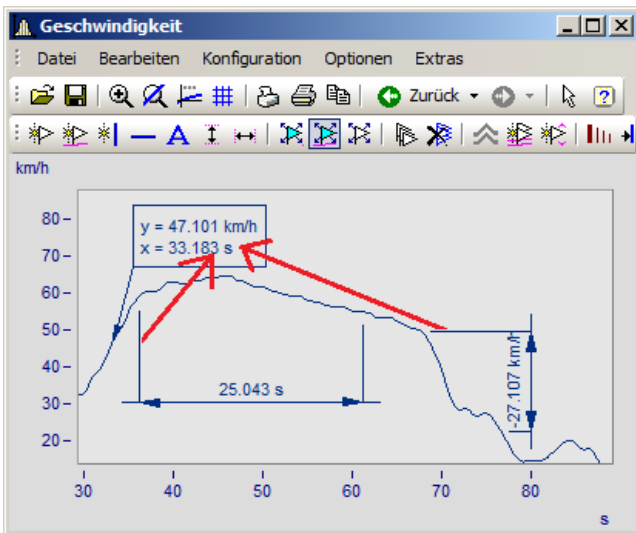 Geschwindigkeit
Datei Bearbeiten Konfiguration Optionen Extras
Zurück
A
km/h
y = 47.101 km/h
x = 33.183 s
80
70
60
50
40
30
20
25.043 s
-27.107 km/h
30 40 50 60 70 80
s